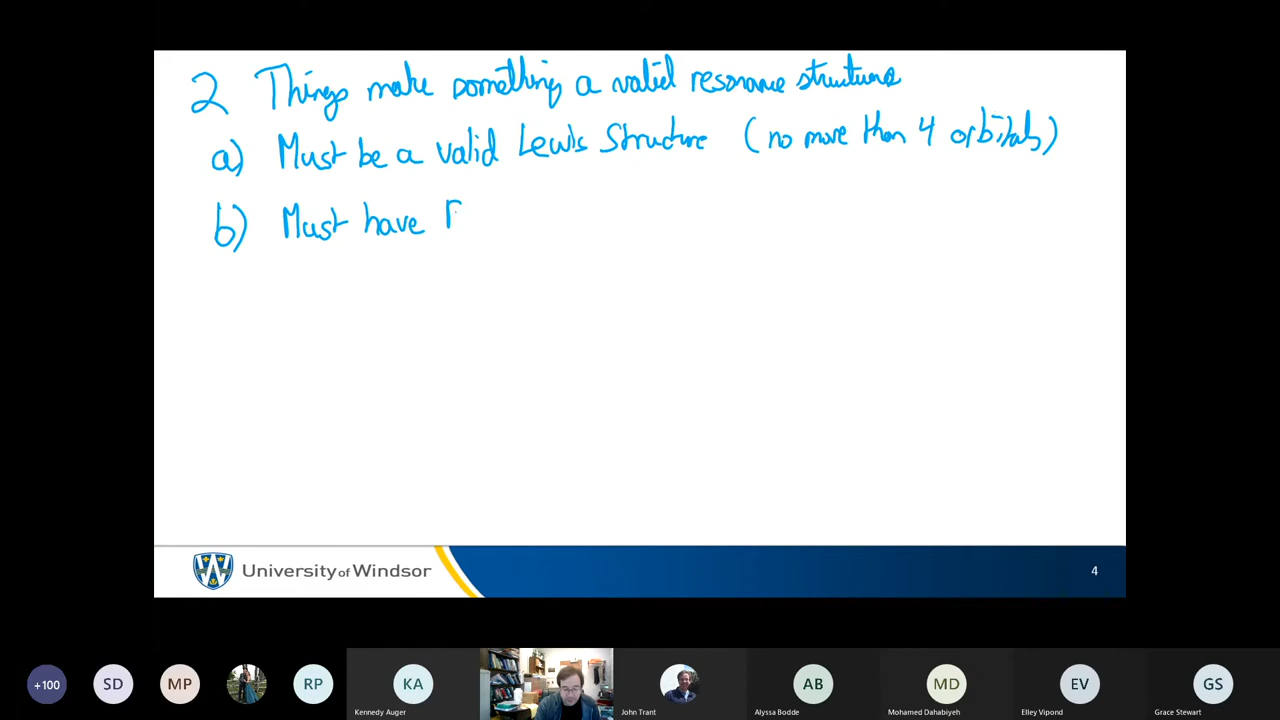 2 Things make something a valid resonance structures
a) Must be a valid Lewis Structure (no more than 4 orbitals)
b) Must have
University of Windsor
4
+100
SD
MP
RP
KA
AB
MD
EV
GS
Kennedy Auger
John Trant
Alyssa Bodde
Mohamed Dahabiyeh
Elley Vipond
Grace Stewart